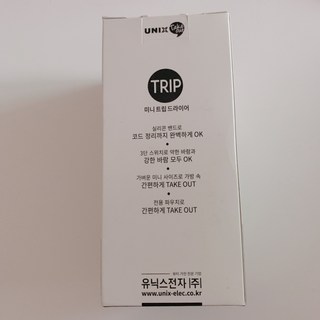 UNIX
TRIP
미니 트립 드라이어
실리콘 밴드로
코드 정리까지 완벽하게 OK
3단 스위치로 약한 바람과
강한 바람 모두 OK
가벼운 미니 사이즈로 가방 속
간편하게 TAKE OUT
전용 파우치로
간편하게 TAKE OUT
유닉스전자(주)
www.unix-elec.co.kr